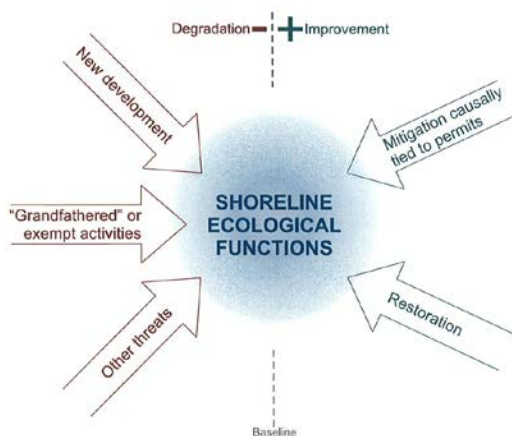 Degradation − + Improvement
New development
Mitigation causally
tied to permits
"Grandfathered" or
exempt activities
SHORELINE
ECOLOGICAL
FUNCTIONS
Other threats
Restoration
Baseline